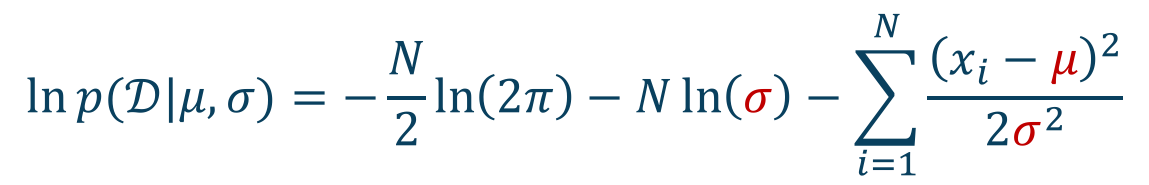 ln p(𝒟|μ, σ) = −N/2 ln(2π) − N ln(σ) − ∑_{i=1}^{N} (x_i − μ)²/2σ²